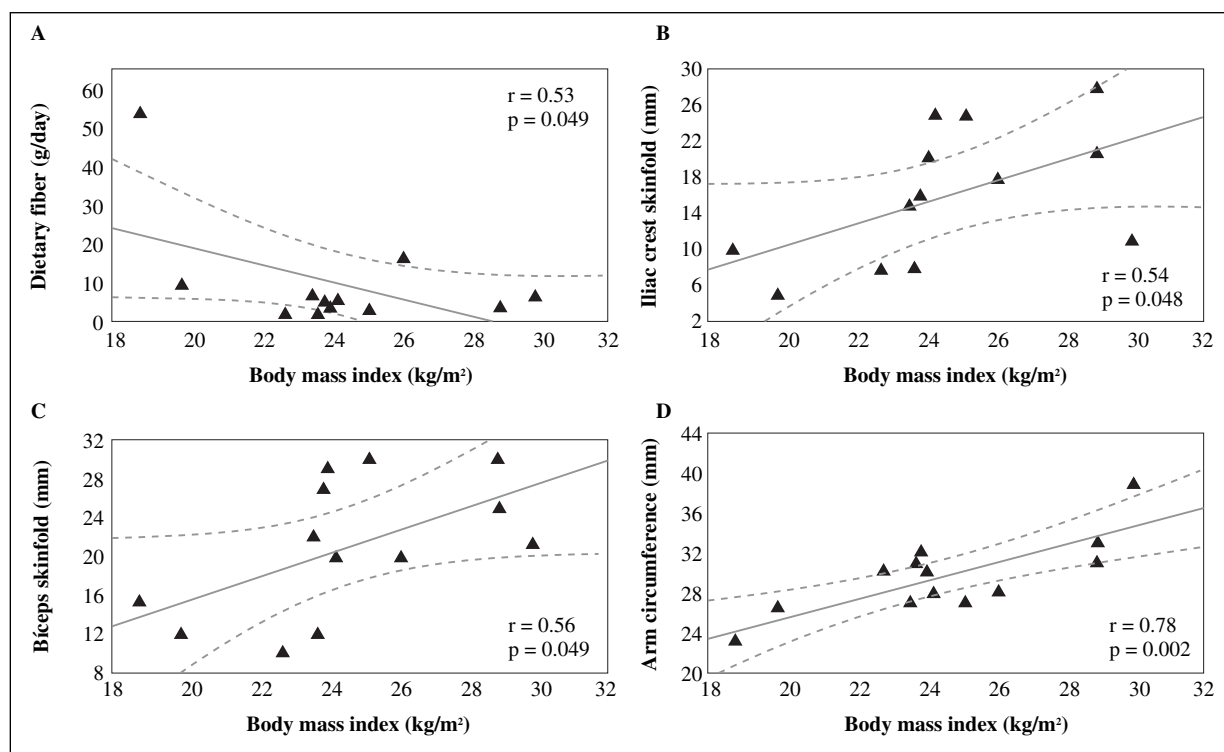 A
60
50
40
30
20
10
0
Dietary fiber (g/day)
r = 0.53
p = 0.049
18 20 22 24 26 28 30 32
Body mass index (kg/m²)
B
30
26
22
18
14
10
6
2
Iliac crest skinfold (mm)
r = 0.54
p = 0.048
18 20 22 24 26 28 30 32
Body mass index (kg/m²)
C
32
28
24
20
16
12
8
Bíceps skinfold (mm)
r = 0.56
p = 0.049
18 20 22 24 26 28 30 32
Body mass index (kg/m²)
D
44
40
36
32
28
24
20
Arm circumference (mm)
r = 0.78
p = 0.002
18 20 22 24 26 28 30 32
Body mass index (kg/m²)